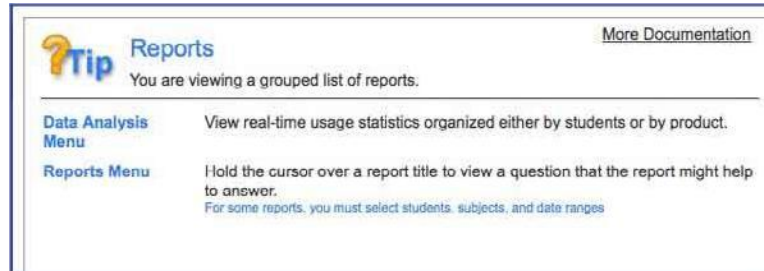 More Documentation
?Tip
Reports
You are viewing a grouped list of reports.
Data Analysis
Menu
View real-time usage statistics organized either by students or by product.
Reports Menu
Hold the cursor over a report title to view a question that the report might help
to answer.
For some reports, you must select students, subjects, and date ranges